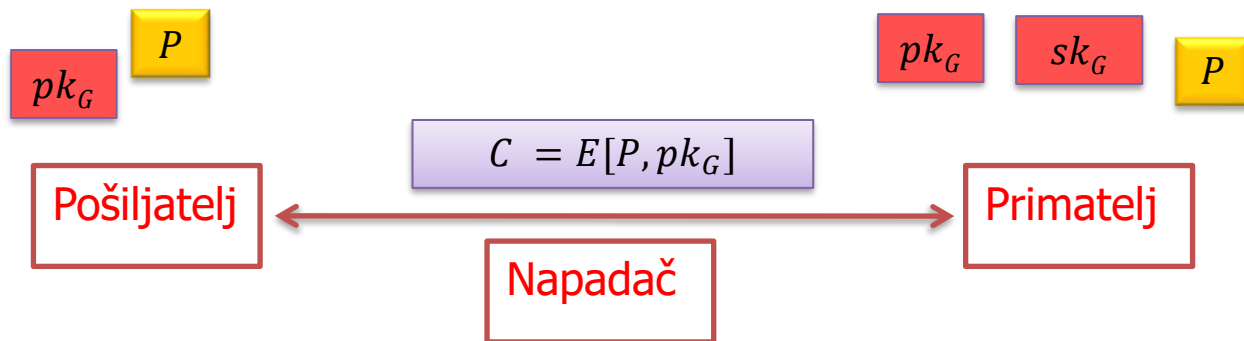 pk_G
P
pk_G
sk_G
P
C = E[P, pk_G]
Pošiljatelj
Primatelj
Napadač